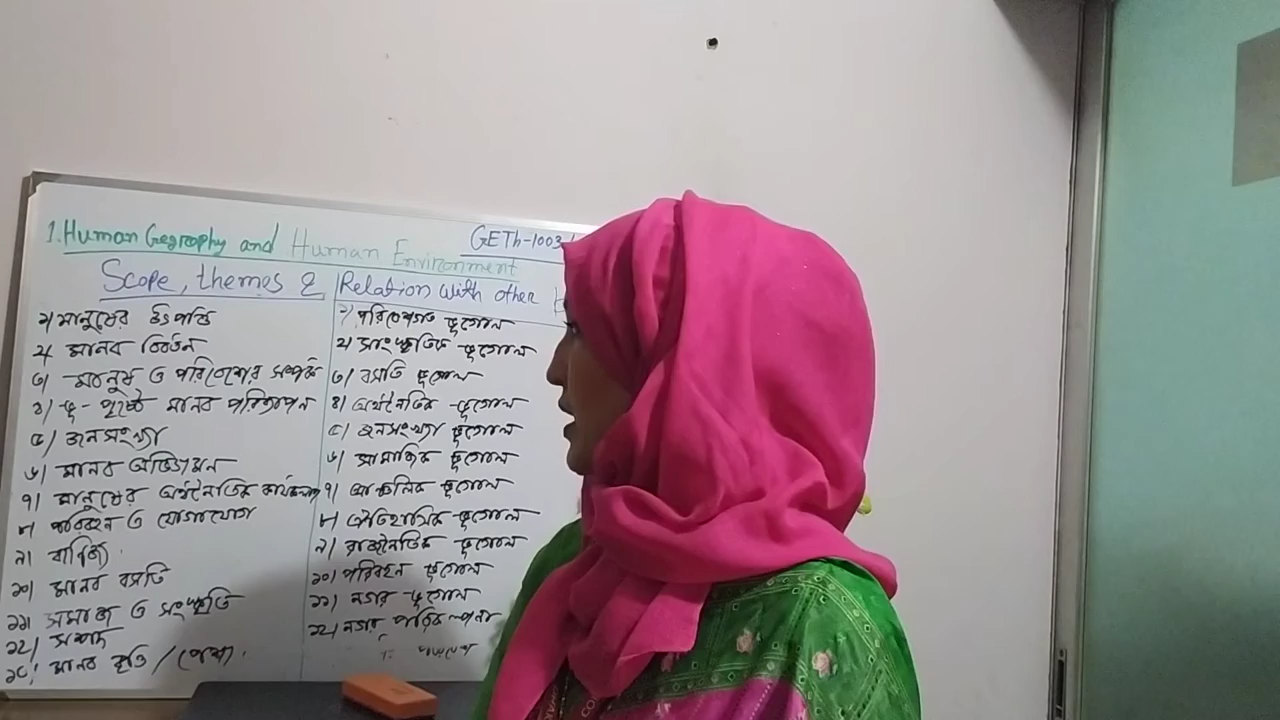 1. Human Geography and Human Environment
GETh-1003
Scope, themes &
Relation with other
১) মানুষের উৎপত্তি
২) মানব বিবর্তন
৩) মানুষ ও পরিবেশের সম্পর্ক
৪) ভূ-পৃষ্ঠে মানব পরিজ্ঞাপন
৫) জনসংখ্যা
৬) মানব অভিগমন
৭) মানুষের অর্থনৈতিক কার্যকলাপ
৮) পরিবহন ও যোগাযোগ
৯) বাণিজ্য
১০) মানব বসতি
১১) সমাজ ও সংস্কৃতি
১২) সম্পদ
১৩) মানব বৃত্তি / পেশা
১) পরিবেশগত ভূগোল
২) সাংস্কৃতিক ভূগোল
৩) বসতি ভূগোল
৪) অর্থনৈতিক ভূগোল
৫) জনসংখ্যা ভূগোল
৬) সামাজিক ভূগোল
৭) আঞ্চলিক ভূগোল
৮) ঐতিহাসিক ভূগোল
৯) রাজনৈতিক ভূগোল
১০) পরিবহন ভূগোল
১১) নগর ভূগোল
১২) নগর পরিকল্পনা